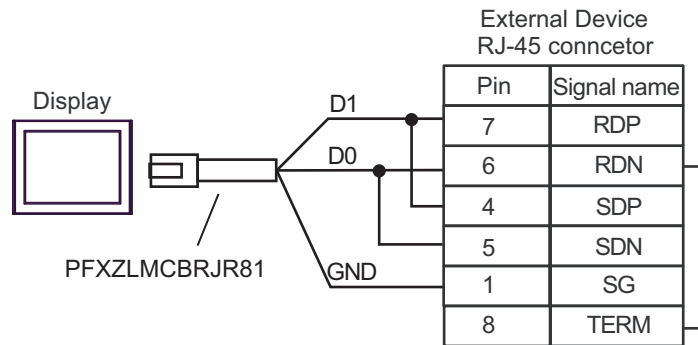 External Device
RJ-45 conncetor
Display
Pin Signal name
D1
7 RDP
D0
6 RDN
4 SDP
5 SDN
PFXZLMCBRJR81
GND
1 SG
8 TERM